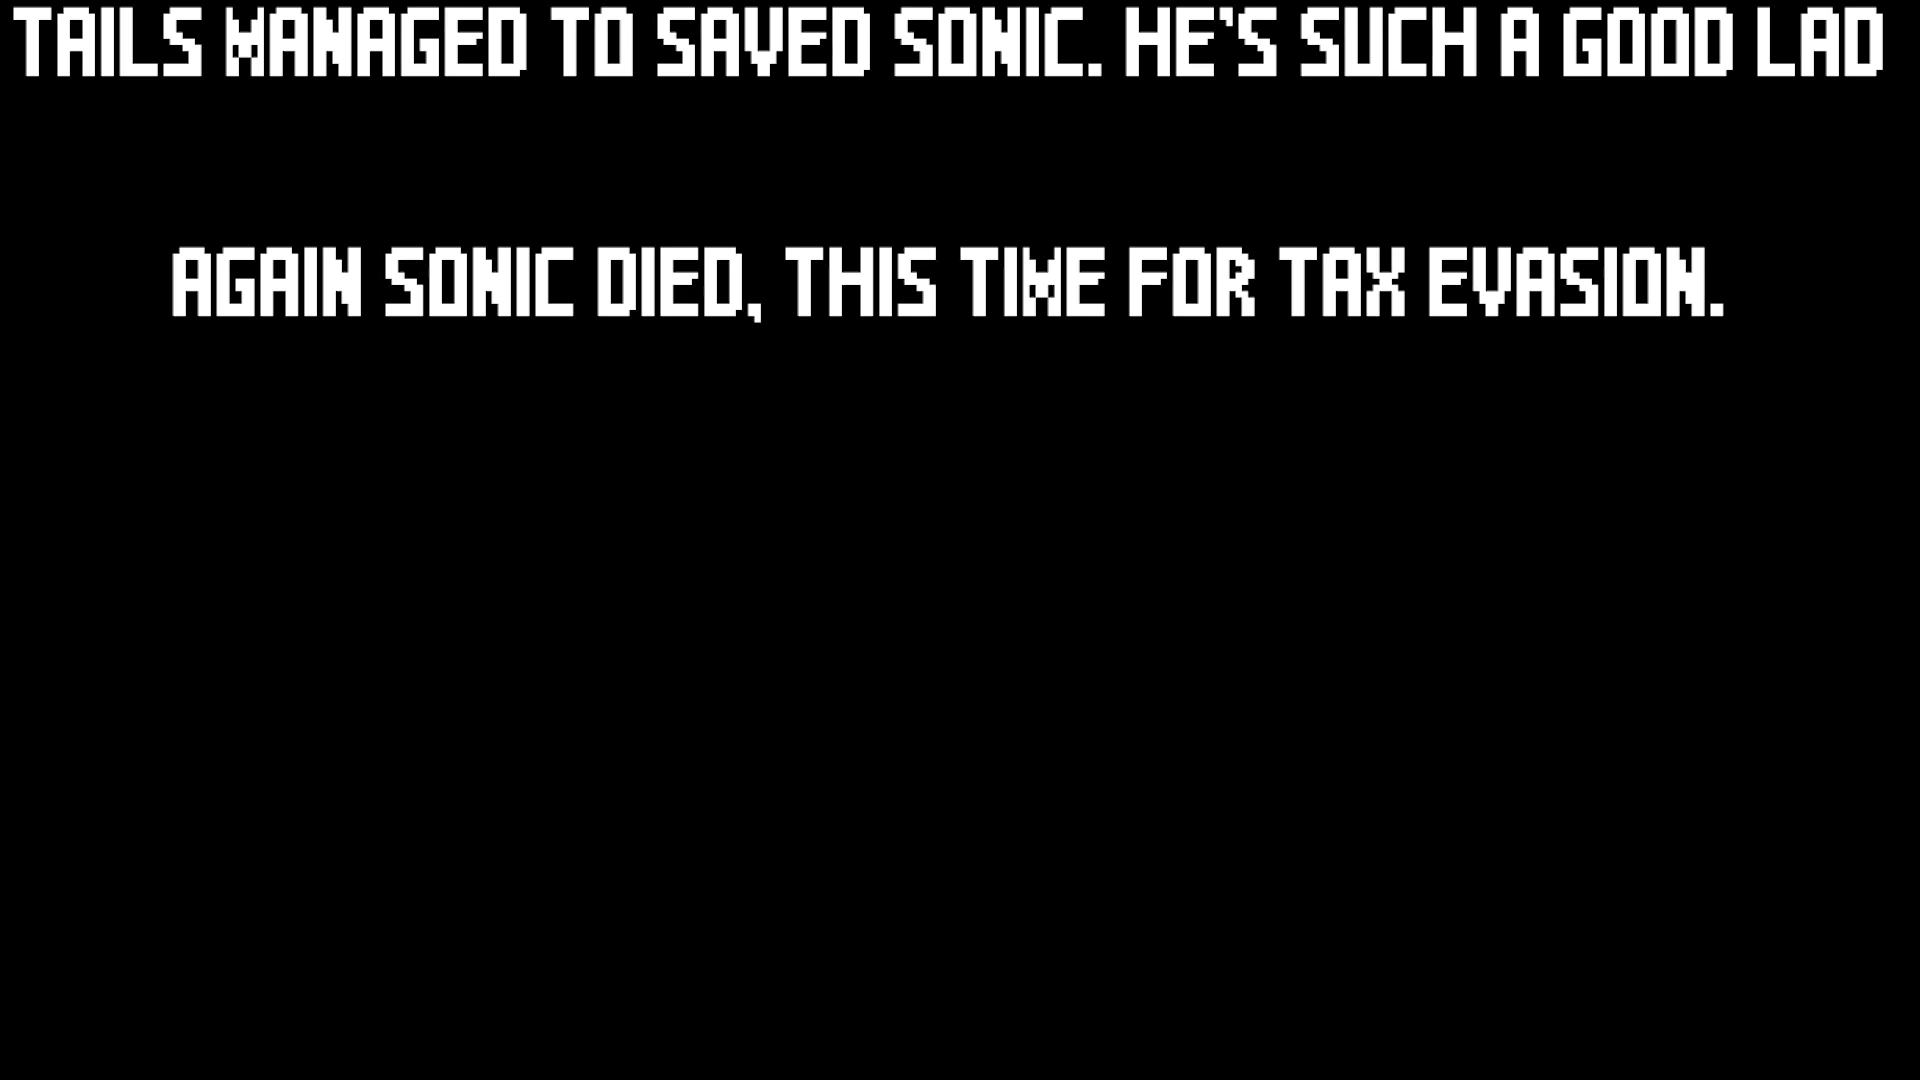 TAILS MANAGED TO SAVED SONIC. HE'S SUCH A GOOD LAD
AGAIN SONIC DIED, THIS TIME FOR TAX EVASION.